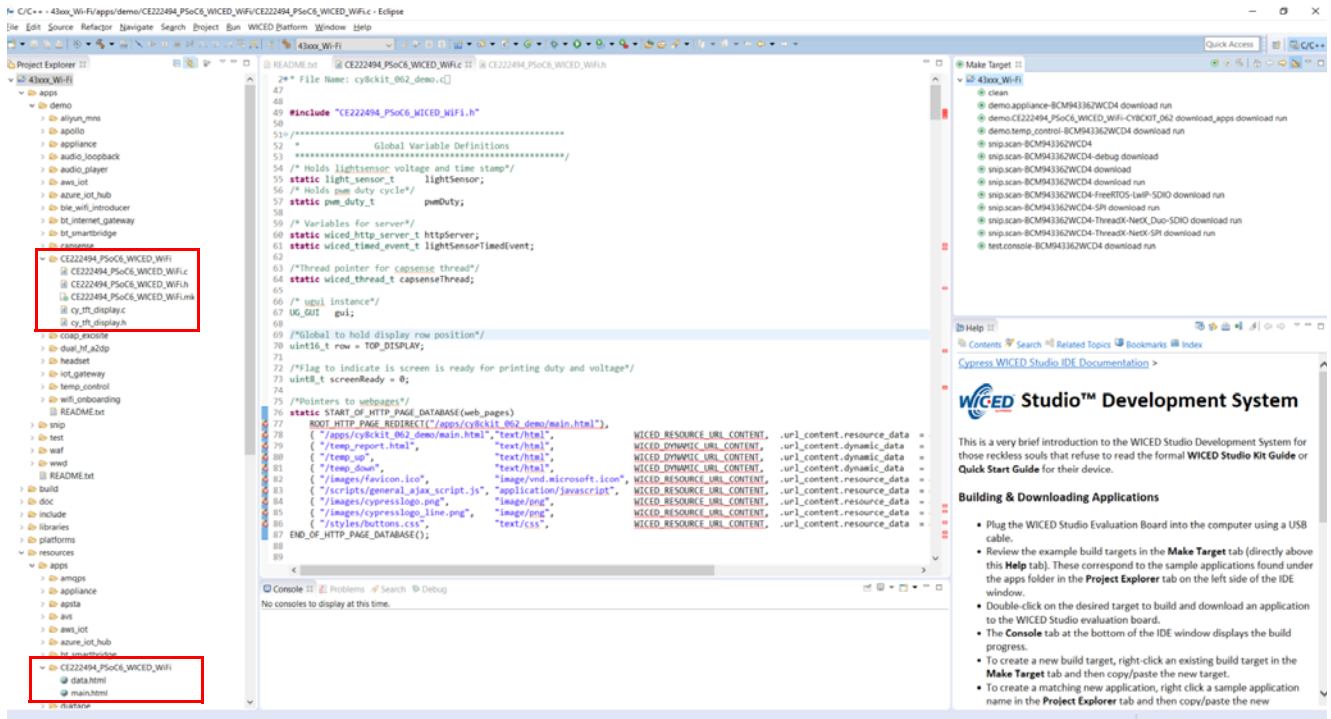 C/C++ - 43xxx_Wi-Fi/apps/demo/CE222494_PSoC6_WICED_WiFi/CE222494_PSoC6_WICED_WiFi.c - Eclipse
File Edit Source Refactor Navigate Search Project Run WICED Platform Window Help
43xxx_Wi-Fi
Quick Access
C/C++
Project Explorer
43xxx_Wi-Fi
apps
demo
aliyun_mns
apollo
appliance
audio_loopback
audio_player
aws_iot
azure_iot_hub
ble_wifi_introducer
bt_internet_gateway
bt_smartbridge
capsense
CE222494_PSoC6_WICED_WiFi
CE222494_PSoC6_WICED_WiFi.c
CE222494_PSoC6_WICED_WiFi.h
CE222494_PSoC6_WICED_WiFi.mk
cy_tft_display.c
cy_tft_display.h
coap_exosite
dual_hf_a2dp
headset
iot_gateway
temp_control
wifi_onboarding
README.txt
snip
test
waf
wwd
README.txt
build
doc
include
libraries
platforms
resources
apps
amqps
appliance
apsta
avs
aws_iot
azure_iot_hub
bt_smartbridge
CE222494_PSoC6_WICED_WiFi
data.html
main.html
README.txt
CE222494_PSoC6_WICED_WiFi.c
CE222494_PSoC6_WICED_WiFi.h
2 * File Name: cy8ckit_062_demo.c
47
48
49 #include "CE222494_PSoC6_WICED_WiFi.h"
50
51 /*******************************************************
52 * Global Variable Definitions
53 *******************************************************/
54 /* Holds lightsensor voltage and time stamp*/
55 static light_sensor_t lightSensor;
56 /* Holds pwm duty cycle*/
57 static pwm_duty_t pwmDuty;
58
59 /* Variables for server*/
60 static wiced_http_server_t httpServer;
61 static wiced_timed_event_t lightSensorTimedEvent;
62
63 /*Thread pointer for capsense thread*/
64 static wiced_thread_t capsenseThread;
65
66 /* ugui instance*/
67 UG_GUI gui;
68
69 /*Global to hold display row position*/
70 uint16_t row = TOP_DISPLAY;
71
72 /*Flag to indicate is screen is ready for printing duty and voltage*/
73 uint8_t screenReady = 0;
74
75 /*Pointers to webpages*/
76 static START_OF_HTTP_PAGE_DATABASE(web_pages)
77 ROOT_HTTP_PAGE_REDIRECT("/apps/cy8ckit_062_demo/main.html"),
78 { "/apps/cy8ckit_062_demo/main.html","text/html", WICED_RESOURCE_URL_CONTENT, .url_content.resource_data =
79 { "/temp_report.html", "text/html", WICED_DYNAMIC_URL_CONTENT, .url_content.dynamic_data =
80 { "/temp_up", "text/html", WICED_DYNAMIC_URL_CONTENT, .url_content.dynamic_data =
81 { "/temp_down", "text/html", WICED_DYNAMIC_URL_CONTENT, .url_content.dynamic_data =
82 { "/images/favicon.ico", "image/vnd.microsoft.icon", WICED_RESOURCE_URL_CONTENT, .url_content.resource_data =
83 { "/scripts/general_ajax_script.js", "application/javascript", WICED_RESOURCE_URL_CONTENT, .url_content.resource_data =
84 { "/images/cypresslogo.png", "image/png", WICED_RESOURCE_URL_CONTENT, .url_content.resource_data =
85 { "/images/cypresslogo_line.png", "image/png", WICED_RESOURCE_URL_CONTENT, .url_content.resource_data =
86 { "/styles/buttons.css", "text/css", WICED_RESOURCE_URL_CONTENT, .url_content.resource_data =
87 END_OF_HTTP_PAGE_DATABASE();
88
89
Console Problems Search Debug
No consoles to display at this time.
Make Target
43xxx_Wi-Fi
clean
demo.appliance-BCM943362WCD4 download run
demo.CE222494_PSoC6_WICED_WiFi-CY8CKIT_062 download_apps download run
demo.temp_control-BCM943362WCD4 download run
snip.scan-BCM943362WCD4
snip.scan-BCM943362WCD4-debug download
snip.scan-BCM943362WCD4 download
snip.scan-BCM943362WCD4 download run
snip.scan-BCM943362WCD4-FreeRTOS-LwIP-SDIO download run
snip.scan-BCM943362WCD4-SPI download run
snip.scan-BCM943362WCD4-ThreadX-NetX_Duo-SDIO download run
snip.scan-BCM943362WCD4-ThreadX-NetX-SPI download run
test.console-BCM943362WCD4 download run
Help
Contents Search Related Topics Bookmarks Index
Cypress WICED Studio IDE Documentation >
WICED Studio™ Development System
This is a very brief introduction to the WICED Studio Development System for
those reckless souls that refuse to read the formal WICED Studio Kit Guide or
Quick Start Guide for their device.
Building & Downloading Applications
• Plug the WICED Studio Evaluation Board into the computer using a USB
cable.
• Review the example build targets in the Make Target tab (directly above
this Help tab). These correspond to the sample applications found under
the apps folder in the Project Explorer tab on the left side of the IDE
window.
• Double-click on the desired target to build and download an application
to the WICED Studio evaluation board.
• The Console tab at the bottom of the IDE window displays the build
progress.
• To create a new build target, right-click an existing build target in the
Make Target tab and then copy/paste the new target.
• To create a matching new application, right click a sample application
name in the Project Explorer tab and then copy/paste the new